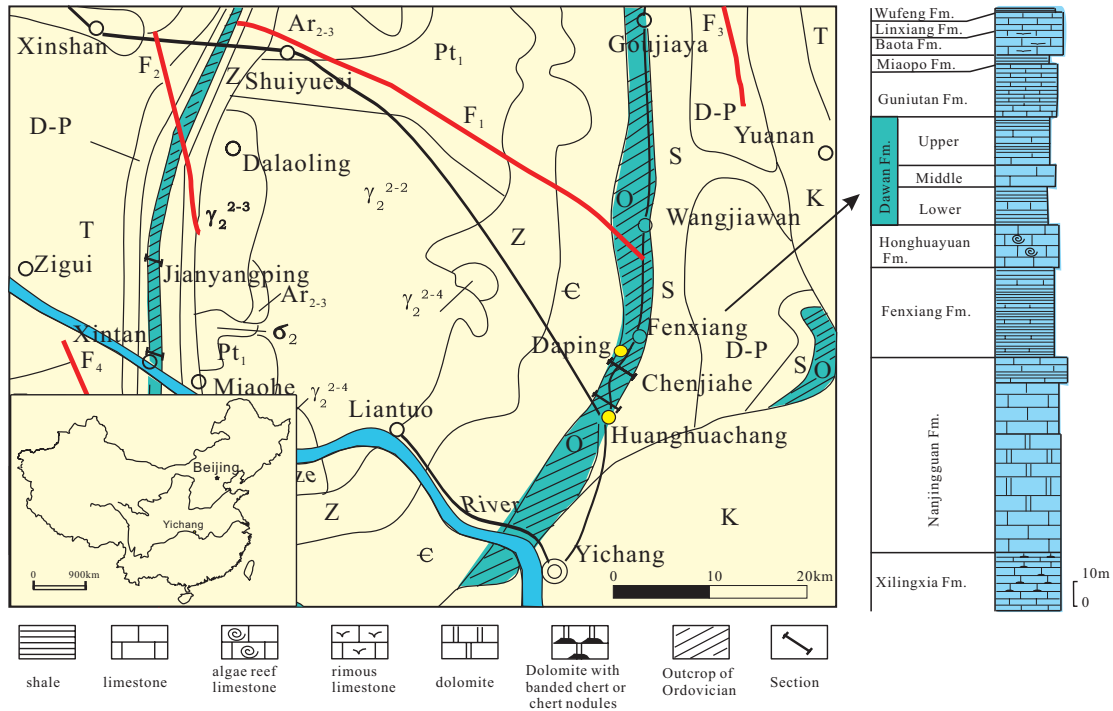 Xinshan
Ar2-3
Pt1
Goujiaya
F3
T
F2
Z
Shuiyuesi
D-P
F1
D-P
Yuanan
Dalaoling
γ2 2-2
S
O
γ2 2-3
Wangjiawan
K
T
Z
Zigui
Jianyangping
γ2 2-4
Є
S
Ar2-3
Xintan
σ2
Fenxiang
F4
Pt1
Daping
D-P
S
O
Miaohe
Chenjiahe
γ2 2-4
Liantuo
Huanghuachang
O
ze
River
Z
K
Є
Yichang
0
10
20km
Beijing
Yichang
0
900km
Wufeng Fm.
Linxiang Fm.
Baota Fm.
Miaopo Fm.
Guniutan Fm.
Dawan Fm.
Upper
Middle
Lower
Honghuayuan
Fm.
Fenxiang Fm.
Nanjingguan Fm.
Xilingxia Fm.
10m
0
shale
limestone
algae reef
limestone
rimous
limestone
dolomite
Dolomite with
banded chert or
chert nodules
Outcrop of
Ordovician
Section